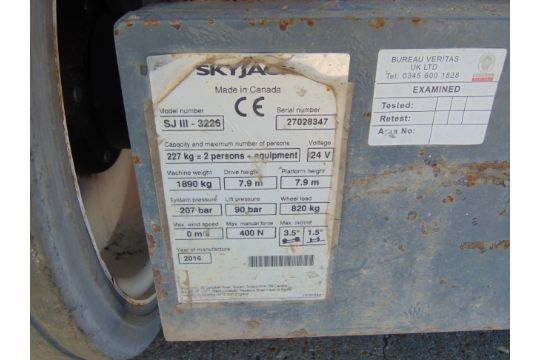 SKYJACK
Made in Canada
CE
Model number Serial number
SJ III - 3226 27028347
Capacity and maximum number of persons Voltage
227 kg = 2 persons + equipment 24 V
Machine weight Drive height Platform height
1890 kg 7.9 m 7.9 m
System pressure Lift pressure Wheel load
207 bar 90 bar 820 kg
Max. wind speed Max. manual force Max. incline
0 m/s 400 N 3.5° 1.5°
Year of manufacture
2016
BUREAU VERITAS
UK LTD
Tel: 0345 600 1828
EXAMINED
Tested:
Retest:
Area No: